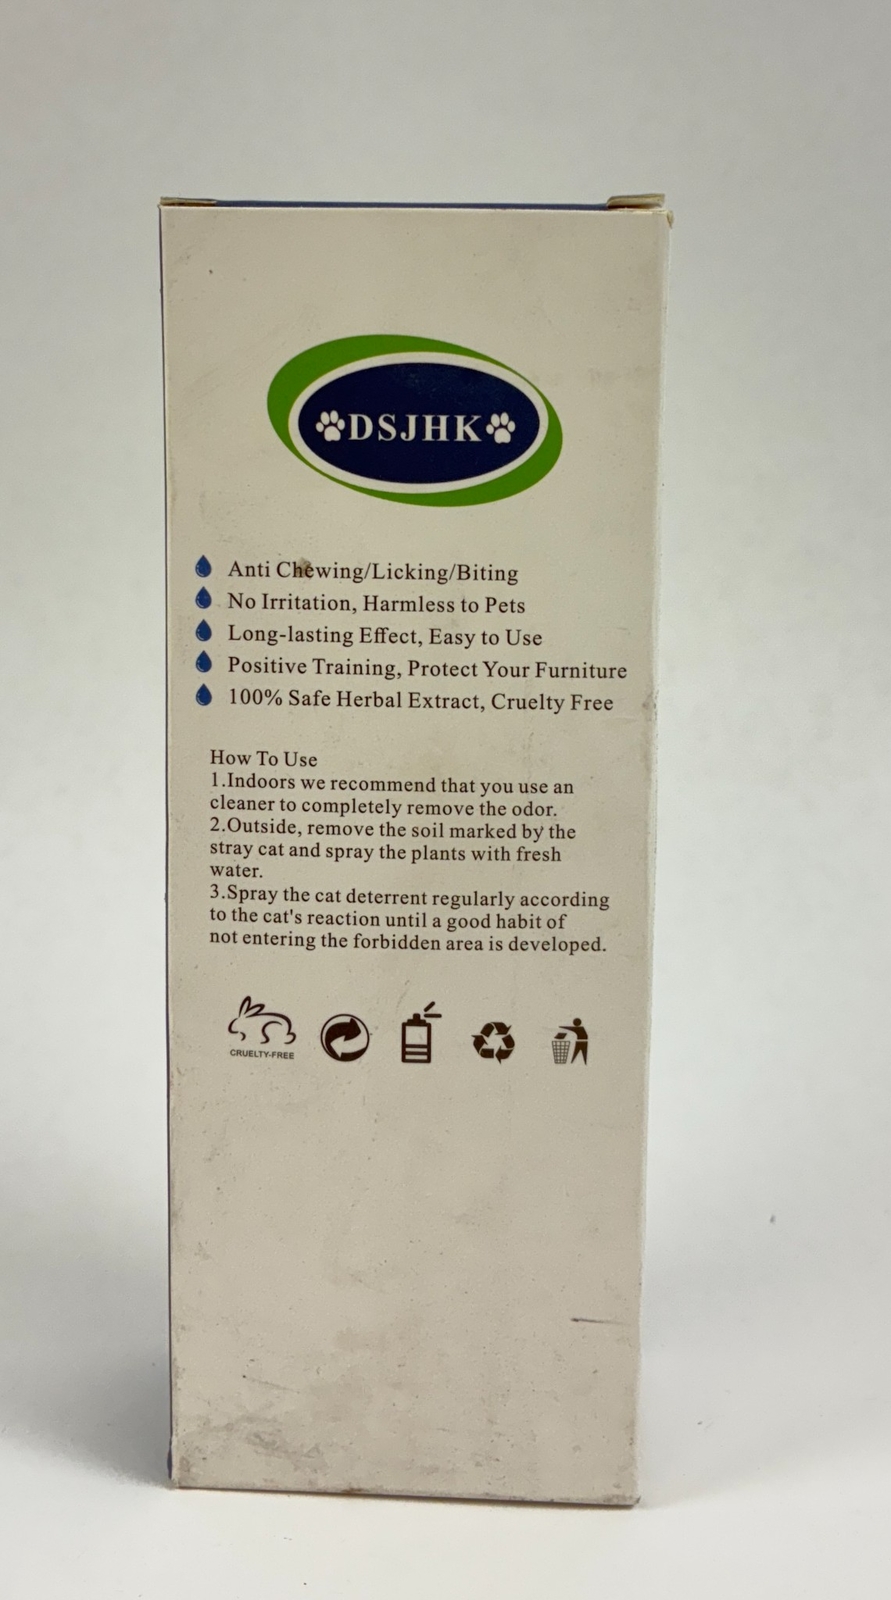 DSJHK
Anti Chewing/Licking/Biting
No Irritation, Harmless to Pets
Long-lasting Effect, Easy to Use
Positive Training, Protect Your Furniture
100% Safe Herbal Extract, Cruelty Free
How To Use
1.Indoors we recommend that you use an
cleaner to completely remove the odor.
2.Outside, remove the soil marked by the
stray cat and spray the plants with fresh
water.
3.Spray the cat deterrent regularly according
to the cat's reaction until a good habit of
not entering the forbidden area is developed.
CRUELTY-FREE